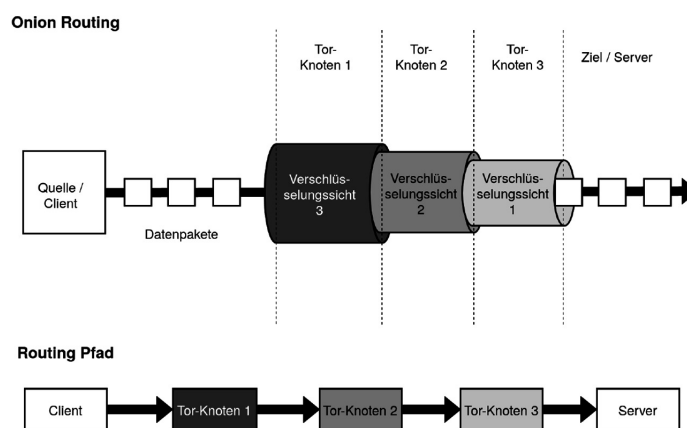 Onion Routing
Tor-
Knoten 1
Tor-
Knoten 2
Tor-
Knoten 3
Ziel / Server
Quelle /
Client
Datenpakete
Verschlüs-
selungssicht
3
Verschlüs-
selungssicht
2
Verschlüs-
selungssicht
1
Routing Pfad
Client
Tor-Knoten 1
Tor-Knoten 2
Tor-Knoten 3
Server